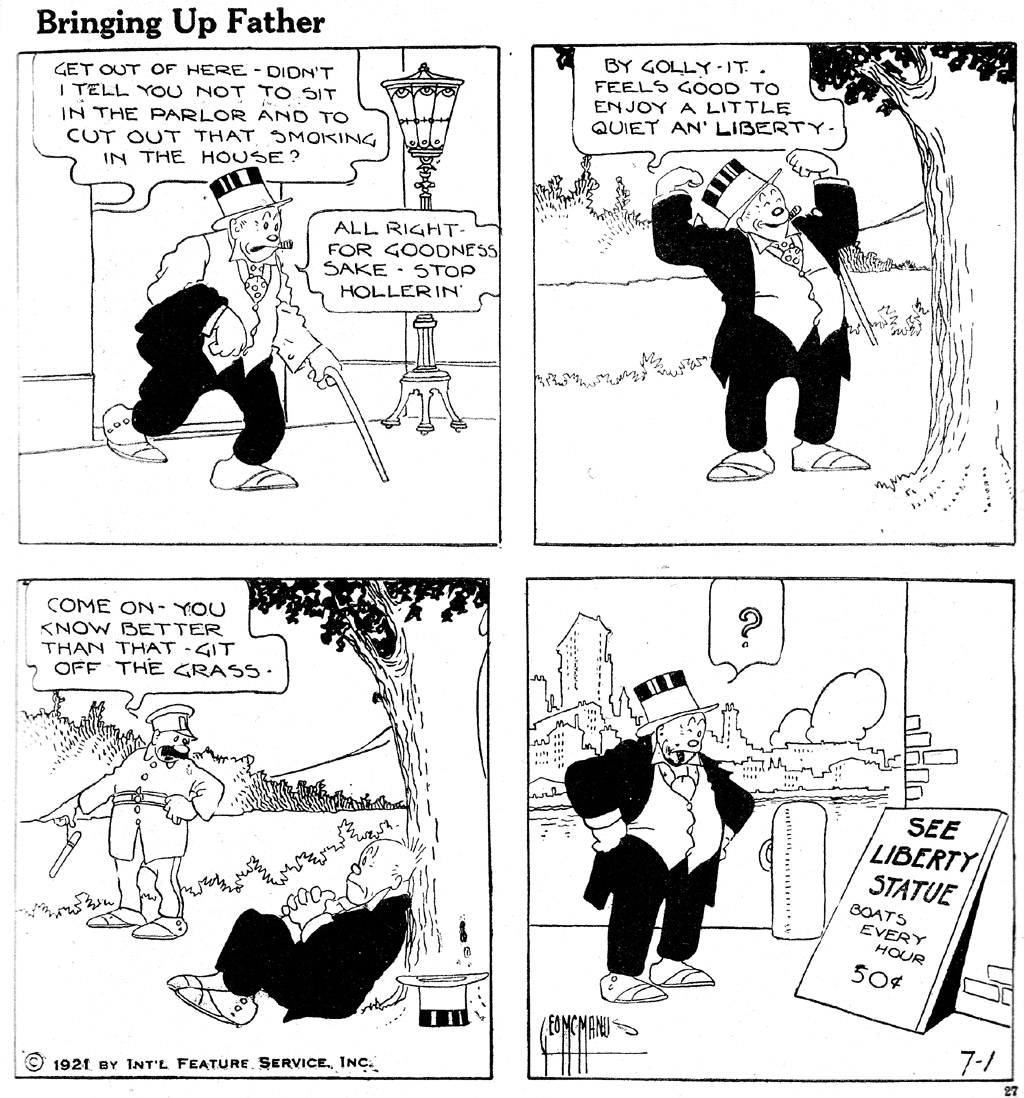 Bringing Up Father
GET OUT OF HERE - DIDN'T
I TELL YOU NOT TO SIT
IN THE PARLOR AND TO
CUT OUT THAT SMOKING
IN THE HOUSE?
ALL RIGHT-
FOR GOODNESS
SAKE - STOP
HOLLERIN'
BY GOLLY - IT.
FEELS GOOD TO
ENJOY A LITTLE
QUIET AN' LIBERTY-
COME ON- YOU
KNOW BETTER
THAN THAT - GIT
OFF THE GRASS.
© 1921 BY INT'L FEATURE SERVICE, INC.
?
SEE
LIBERTY
STATUE
BOATS
EVERY
HOUR
50¢
GEO MCMANUS
7-1
27